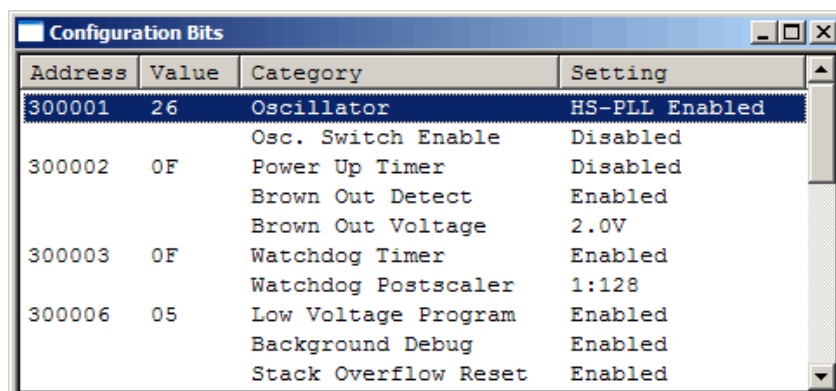 Configuration Bits
Address Value Category Setting
300001 26 Oscillator HS-PLL Enabled
Osc. Switch Enable Disabled
300002 0F Power Up Timer Disabled
Brown Out Detect Enabled
Brown Out Voltage 2.0V
300003 0F Watchdog Timer Enabled
Watchdog Postscaler 1:128
300006 05 Low Voltage Program Enabled
Background Debug Enabled
Stack Overflow Reset Enabled